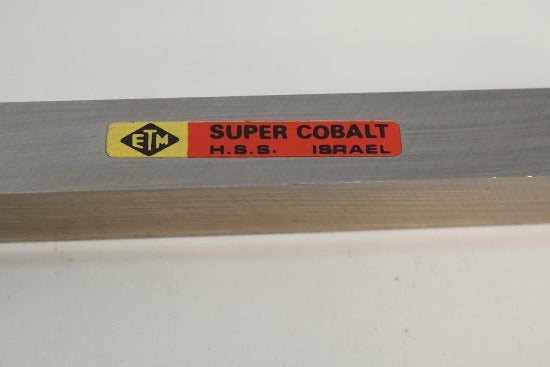 ETM
SUPER COBALT
H.S.S. ISRAEL